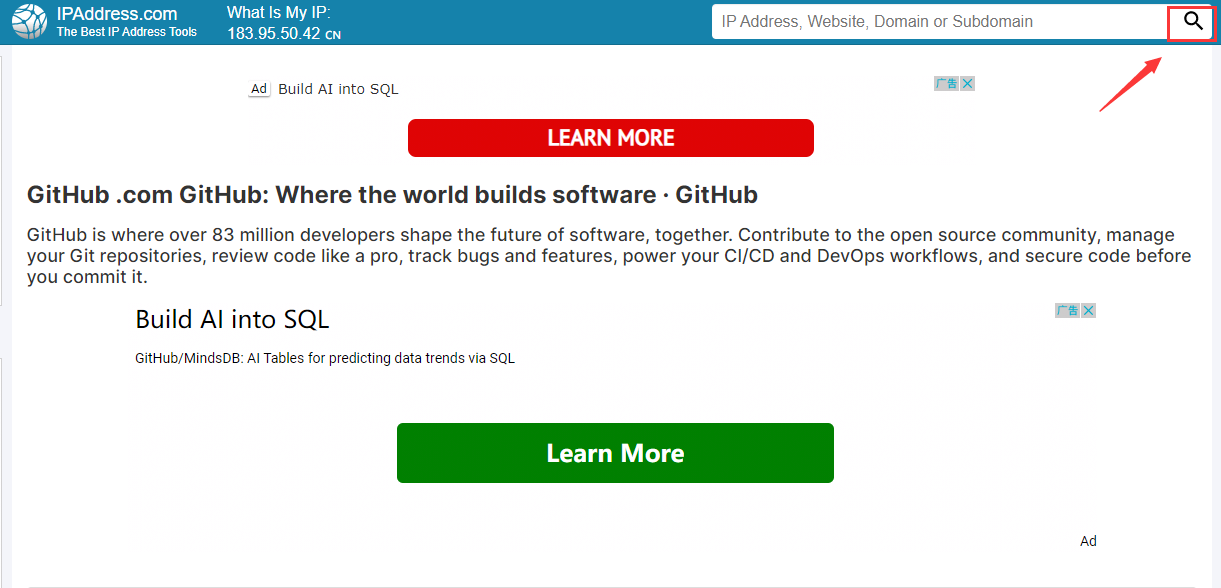 IPAddress.com
The Best IP Address Tools
What Is My IP:
183.95.50.42 CN
IP Address, Website, Domain or Subdomain
Ad Build AI into SQL
广告
LEARN MORE
GitHub .com GitHub: Where the world builds software · GitHub
GitHub is where over 83 million developers shape the future of software, together. Contribute to the open source community, manage
your Git repositories, review code like a pro, track bugs and features, power your CI/CD and DevOps workflows, and secure code before
you commit it.
Build AI into SQL
广告
GitHub/MindsDB: AI Tables for predicting data trends via SQL
Learn More
Ad